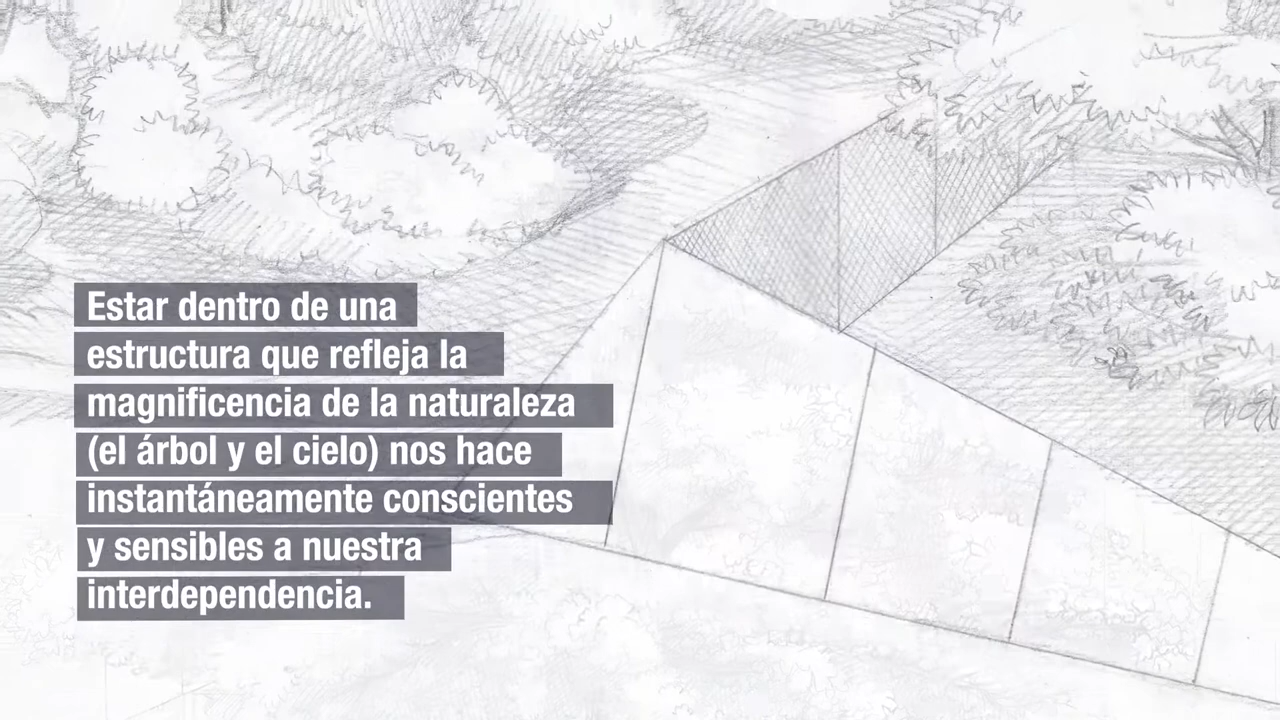 Estar dentro de una
estructura que refleja la
magnificencia de la naturaleza
(el árbol y el cielo) nos hace
instantáneamente conscientes
y sensibles a nuestra
interdependencia.